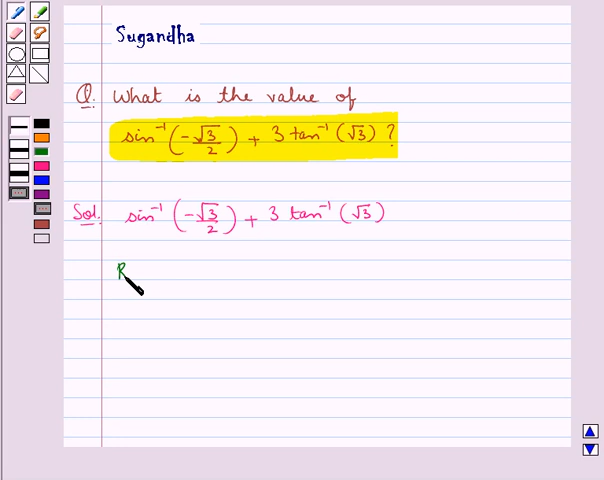 Sugandha
Q. What is the value of
sin⁻¹(-√3/2) + 3 tan⁻¹(√3) ?
Sol. sin⁻¹(-√3/2) + 3 tan⁻¹(√3)
R